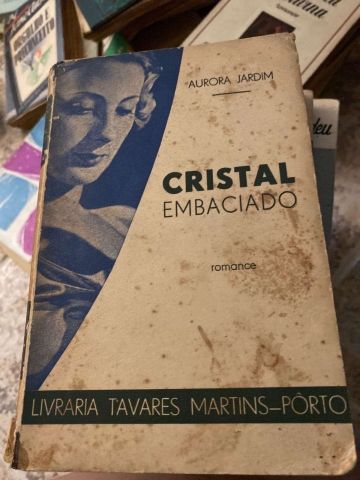 AURORA JARDIM
CRISTAL
EMBACIADO
romance
LIVRARIA TAVARES MARTINS—PÔRTO